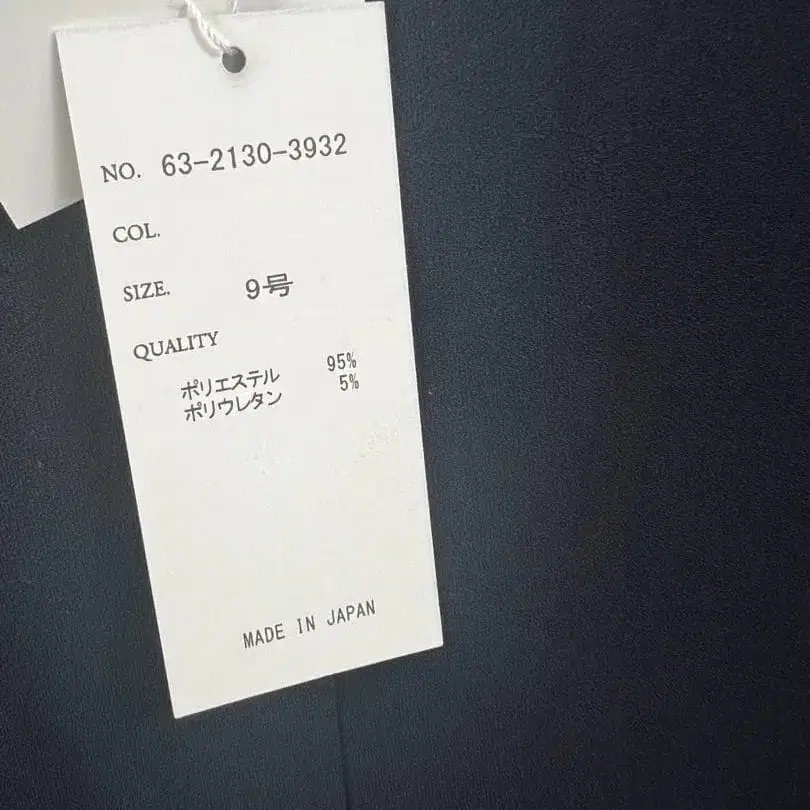 NO. 63-2130-3932
COL.
SIZE. 9号
QUALITY
ポリエステル 95%
ポリウレタン 5%
MADE IN JAPAN